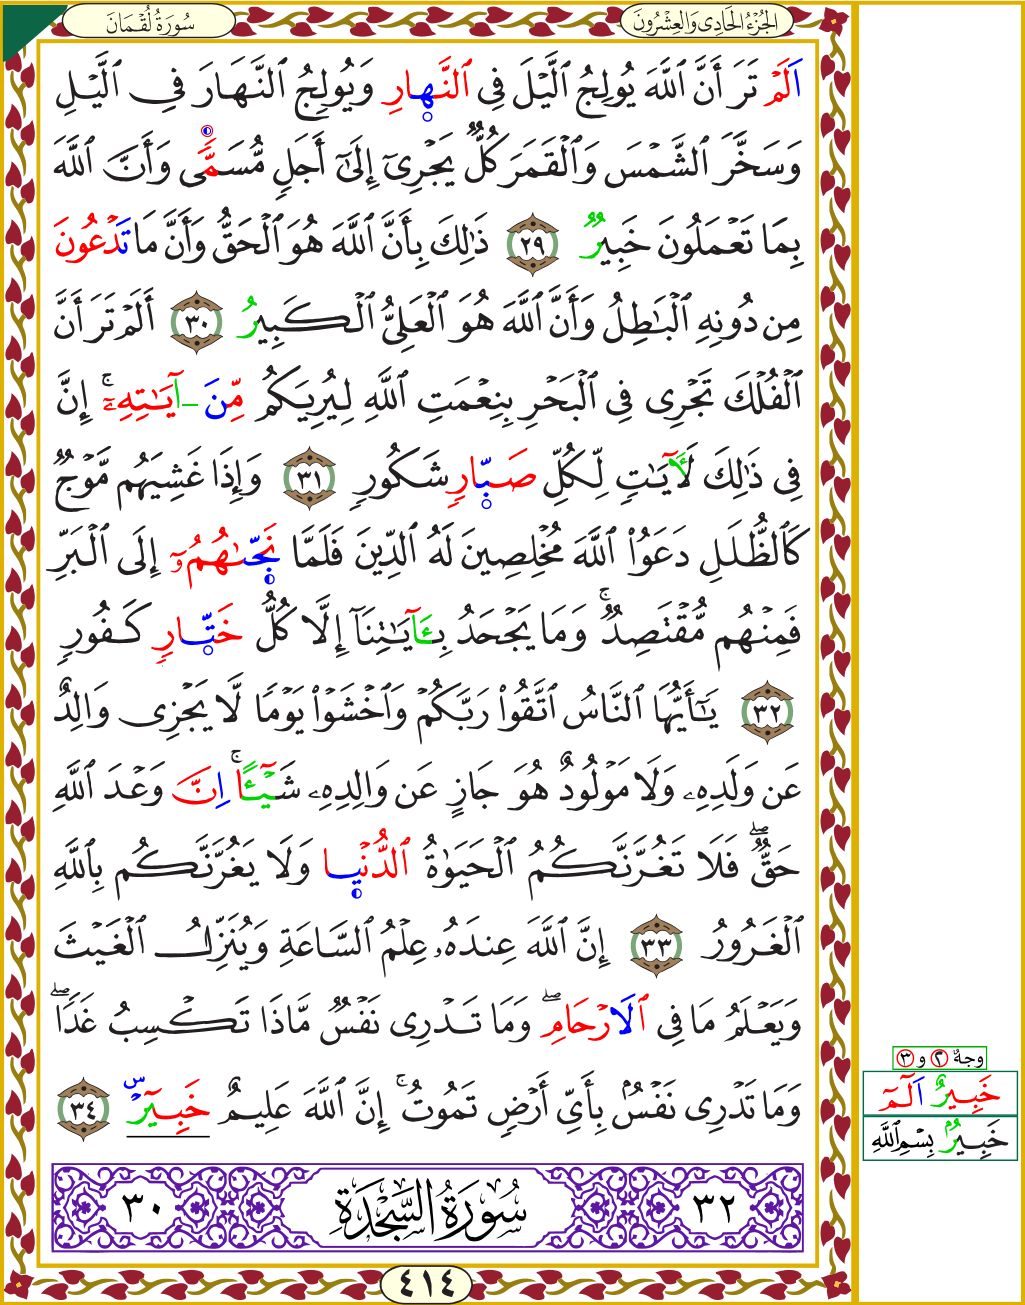 الجُزْءُ الحَادِى وَالعِشْرُونَ
سُورَةُ لُقْمَانَ
اَلَمْ تَرَ أَنَّ ٱللَّهَ يُولِجُ ٱلَّيْلَ فِى ٱلنَّهارِ وَيُولِجُ ٱلنَّهَارَ فِى ٱلَّيْلِ
وَسَخَّرَ ٱلشَّمْسَ وَٱلْقَمَرَ كُلٌّ يَجْرِىٓ إِلَىٰٓ أَجَلٍ مُّسَمًّى وَأَنَّ ٱللَّهَ
بِمَا تَعْمَلُونَ خَبِيرٌ ٢٩ ذَٰلِكَ بِأَنَّ ٱللَّهَ هُوَ ٱلْحَقُّ وَأَنَّ مَا تَدْعُونَ
مِن دُونِهِ ٱلْبَٰطِلُ وَأَنَّ ٱللَّهَ هُوَ ٱلْعَلِىُّ ٱلْكَبِيرُ ٣٠ أَلَمْ تَرَ أَنَّ
ٱلْفُلْكَ تَجْرِى فِى ٱلْبَحْرِ بِنِعْمَتِ ٱللَّهِ لِيُرِيَكُم مِّنَ ـاَيَٰتِهِۦٓ ۚ إِنَّ
فِى ذَٰلِكَ لَأٓيَٰتٍ لِّكُلِّ صَبّارٍ شَكُورٍ ٣١ وَإِذَا غَشِيَهُم مَّوْجٌ
كَٱلظُّلَلِ دَعَوُا۟ ٱللَّهَ مُخْلِصِينَ لَهُ ٱلدِّينَ فَلَمَّا نَجّىٰهُمُۥٓ إِلَى ٱلْبَرِّ
فَمِنْهُم مُّقْتَصِدٌ ۚ وَمَا يَجْحَدُ بِـَٔايَٰتِنَآ إِلَّا كُلُّ خَتّارٍ كَفُورٍ
٣٢ يَٰٓأَيُّهَا ٱلنَّاسُ ٱتَّقُوا۟ رَبَّكُمْ وَٱخْشَوْا۟ يَوْمًا لَّا يَجْزِى وَالِدٌ
عَن وَلَدِهِۦ وَلَا مَوْلُودٌ هُوَ جَازٍ عَن وَالِدِهِۦ شَيْـًٔا ۚ اِنَّ وَعْدَ ٱللَّهِ
حَقٌّ ۖ فَلَا تَغُرَّنَّكُمُ ٱلْحَيَوٰةُ ٱلدُّنْيا وَلَا يَغُرَّنَّكُم بِٱللَّهِ
ٱلْغَرُورُ ٣٣ إِنَّ ٱللَّهَ عِندَهُۥ عِلْمُ ٱلسَّاعَةِ وَيُنَزِّلُ ٱلْغَيْثَ
وَيَعْلَمُ مَا فِى ٱلَارْحَامِ ۖ وَمَا تَدْرِى نَفْسٌ مَّاذَا تَكْسِبُ غَدًا ۖ
وَمَا تَدْرِى نَفْسٌۢ بِأَىِّ أَرْضٍ تَمُوتُ ۚ إِنَّ ٱللَّهَ عَلِيمٌ خَبِيرٌۢ ٣٤
وجهٌ ٢ و ٣
خَبِيرٌ اَلٓمٓ
خَبِيرٌۢ بِسْمِ ٱللَّهِ
٣٢ سُورَةُ السَّجْدَةِ ٣٠
٤١٤